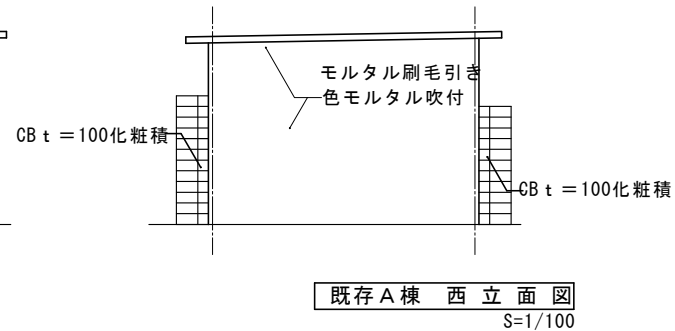 モルタル刷毛引き
色モルタル吹付
CB t =100化粧積
CB t =100化粧積
既存A棟 西立面図
S=1/100